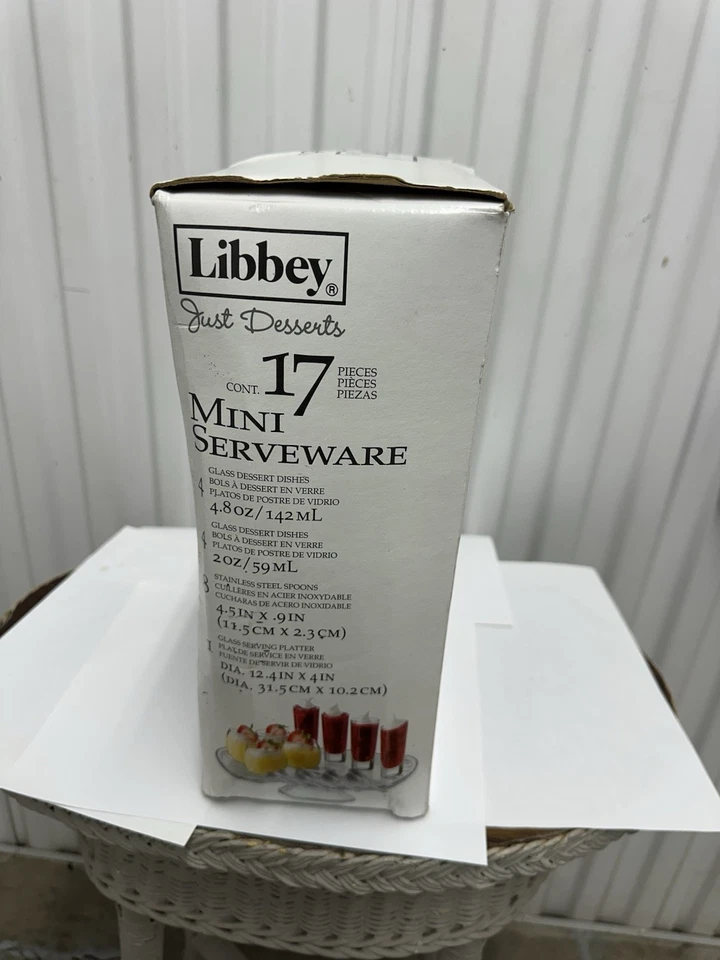 Libbey®
Just Desserts
CONT. 17 PIECES
PIÈCES
PIEZAS
MINI
SERVEWARE
4 GLASS DESSERT DISHES
BOLS À DESSERT EN VERRE
PLATOS DE POSTRE DE VIDRIO
4.8 OZ/142 ML
4 GLASS DESSERT DISHES
BOLS À DESSERT EN VERRE
PLATOS DE POSTRE DE VIDRIO
2 OZ/59 ML
8 STAINLESS STEEL SPOONS
CUILLÈRES EN ACIER INOXYDABLE
CUCHARAS DE ACERO INOXIDABLE
4.5 IN X .9 IN
(11.5 CM X 2.3 CM)
1 GLASS SERVING PLATTER
PLAT DE SERVICE EN VERRE
FUENTE DE SERVIR DE VIDRIO
DIA. 12.4 IN X 4 IN
(DIA. 31.5 CM X 10.2 CM)